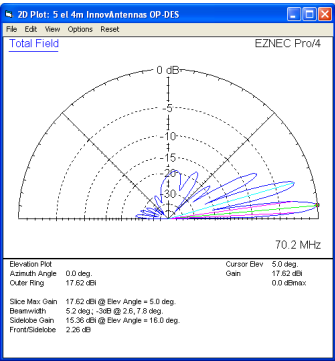 2D Plot: 5 el 4m InnovAntennas OP-DES
File Edit View Options Reset
Total Field
EZNEC Pro/4
0 dB
-5
-10
-15
-20
-30
70.2 MHz
Elevation Plot
Azimuth Angle 0.0 deg.
Outer Ring 17.62 dBi
Cursor Elev 5.0 deg.
Gain 17.62 dBi
0.0 dBmax
Slice Max Gain 17.62 dBi @ Elev Angle = 5.0 deg.
Beamwidth 5.2 deg.; -3dB @ 2.6, 7.8 deg.
Sidelobe Gain 15.36 dBi @ Elev Angle = 16.0 deg.
Front/Sidelobe 2.26 dB